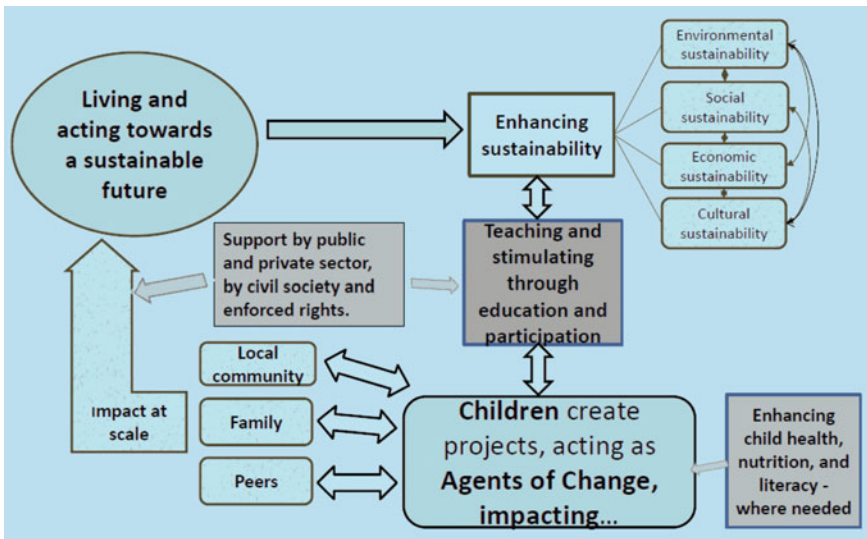 Living and
acting towards
a sustainable
future
Enhancing
sustainability
Environmental
sustainability
Social
sustainability
Economic
sustainability
Cultural
sustainability
Support by public
and private sector,
by civil society and
enforced rights.
Teaching and
stimulating
through
education and
participation
Local
community
Family
Peers
Impact at
scale
Children create
projects, acting as
Agents of Change,
impacting...
Enhancing
child health,
nutrition, and
literacy -
where needed